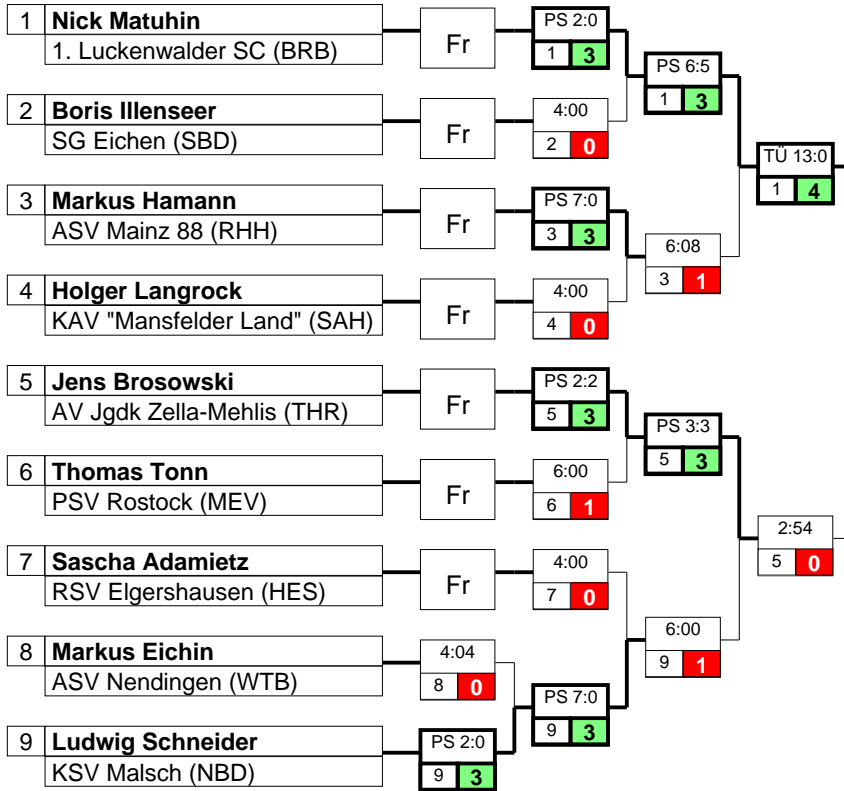 1 Nick Matuhin
1. Luckenwalder SC (BRB)
Fr
PS 2:0
1 3
PS 6:5
1 3
2 Boris Illenseer
SG Eichen (SBD)
Fr
4:00
2 0
TÜ 13:0
1 4
3 Markus Hamann
ASV Mainz 88 (RHH)
Fr
PS 7:0
3 3
6:08
3 1
4 Holger Langrock
KAV "Mansfelder Land" (SAH)
Fr
4:00
4 0
5 Jens Brosowski
AV Jgdk Zella-Mehlis (THR)
Fr
PS 2:2
5 3
PS 3:3
5 3
6 Thomas Tonn
PSV Rostock (MEV)
Fr
6:00
6 1
2:54
5 0
7 Sascha Adamietz
RSV Elgershausen (HES)
Fr
4:00
7 0
6:00
9 1
8 Markus Eichin
ASV Nendingen (WTB)
4:04
8 0
PS 7:0
9 3
9 Ludwig Schneider
KSV Malsch (NBD)
PS 2:0
9 3